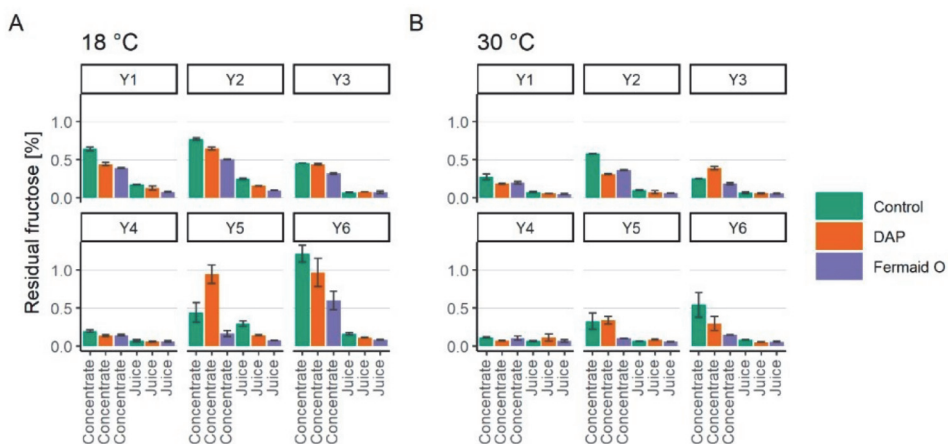 A
18 °C
Y1 Y2 Y3
1.0
0.5
0.0
Y4 Y5 Y6
1.0
0.5
0.0
Residual fructose [%]
Concentrate Concentrate Concentrate Juice Juice Juice Concentrate Concentrate Concentrate Juice Juice Juice Concentrate Concentrate Concentrate Juice Juice Juice
B
30 °C
Y1 Y2 Y3
1.0
0.5
0.0
Y4 Y5 Y6
1.0
0.5
0.0
Concentrate Concentrate Concentrate Juice Juice Juice Concentrate Concentrate Concentrate Juice Juice Juice Concentrate Concentrate Concentrate Juice Juice Juice
Control
DAP
Fermaid O